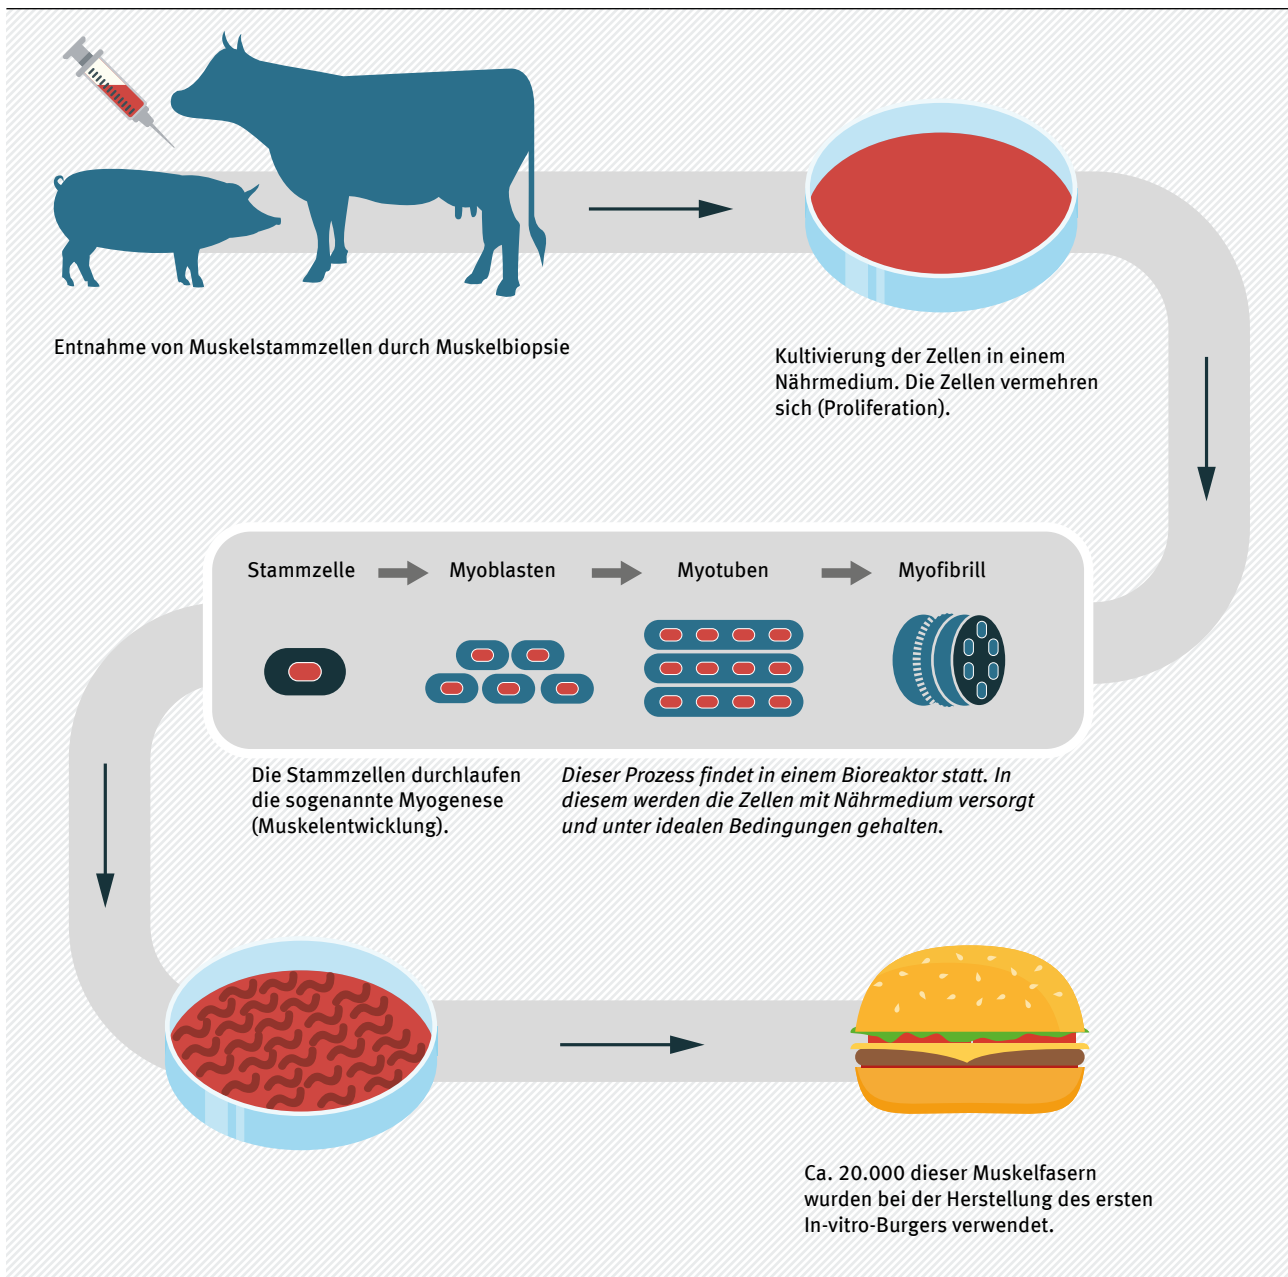 Entnahme von Muskelstammzellen durch Muskelbiopsie
Kultivierung der Zellen in einem
Nährmedium. Die Zellen vermehren
sich (Proliferation).
Stammzelle
Myoblasten
Myotuben
Myofibrill
Die Stammzellen durchlaufen
die sogenannte Myogenese
(Muskelentwicklung).
Dieser Prozess findet in einem Bioreaktor statt. In
diesem werden die Zellen mit Nährmedium versorgt
und unter idealen Bedingungen gehalten.
Ca. 20.000 dieser Muskelfasern
wurden bei der Herstellung des ersten
In-vitro-Burgers verwendet.